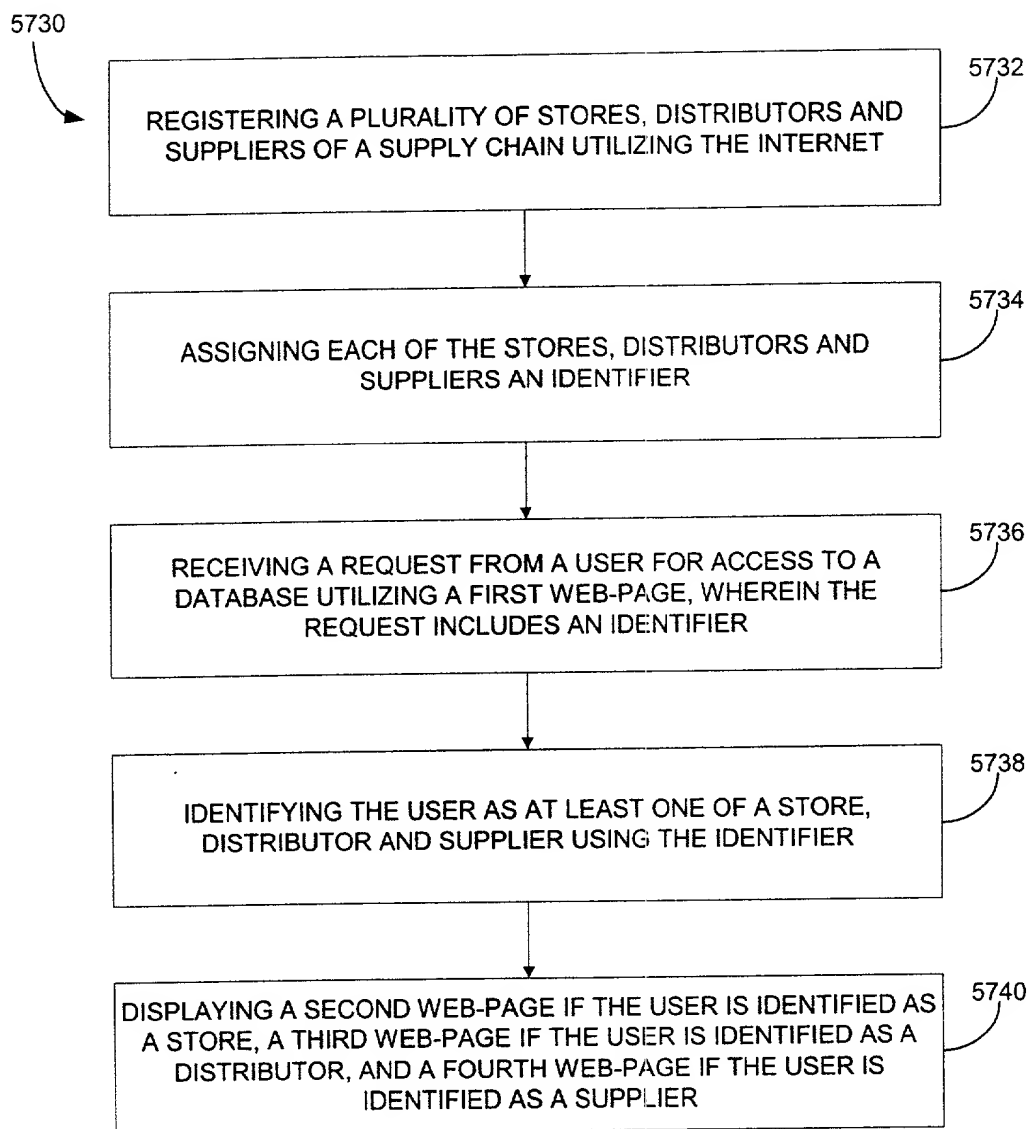 5730
5732
REGISTERING A PLURALITY OF STORES, DISTRIBUTORS AND
SUPPLIERS OF A SUPPLY CHAIN UTILIZING THE INTERNET
5734
ASSIGNING EACH OF THE STORES, DISTRIBUTORS AND
SUPPLIERS AN IDENTIFIER
5736
RECEIVING A REQUEST FROM A USER FOR ACCESS TO A
DATABASE UTILIZING A FIRST WEB-PAGE, WHEREIN THE
REQUEST INCLUDES AN IDENTIFIER
5738
IDENTIFYING THE USER AS AT LEAST ONE OF A STORE,
DISTRIBUTOR AND SUPPLIER USING THE IDENTIFIER
5740
DISPLAYING A SECOND WEB-PAGE IF THE USER IS IDENTIFIED AS
A STORE, A THIRD WEB-PAGE IF THE USER IS IDENTIFIED AS A
DISTRIBUTOR, AND A FOURTH WEB-PAGE IF THE USER IS
IDENTIFIED AS A SUPPLIER